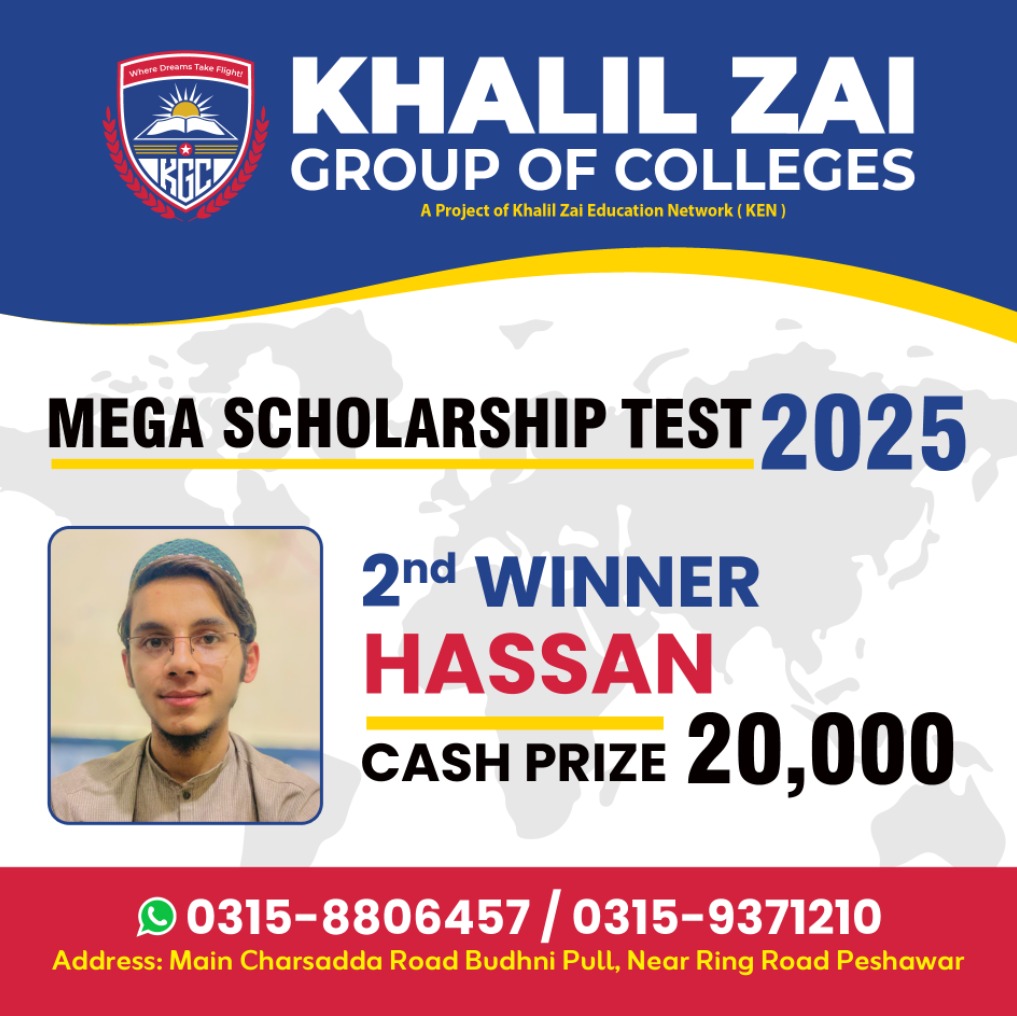 Where Dreams Take Flight!
KGC
KHALIL ZAI
GROUP OF COLLEGES
A Project of Khalil Zai Education Network ( KEN )
MEGA SCHOLARSHIP TEST 2025
2nd WINNER
HASSAN
CASH PRIZE 20,000
0315-8806457 / 0315-9371210
Address: Main Charsadda Road Budhni Pull, Near Ring Road Peshawar